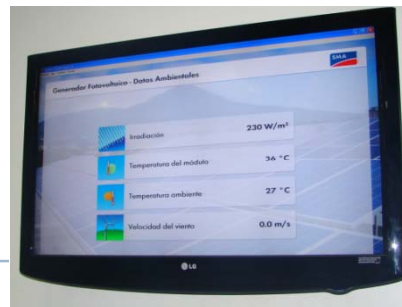 Generador Fotovoltaico - Datos Ambientales
SMA
Irradiación 230 W/m²
Temperatura del módulo 36 °C
Temperatura ambiente 27 °C
Velocidad del viento 0.0 m/s
LG